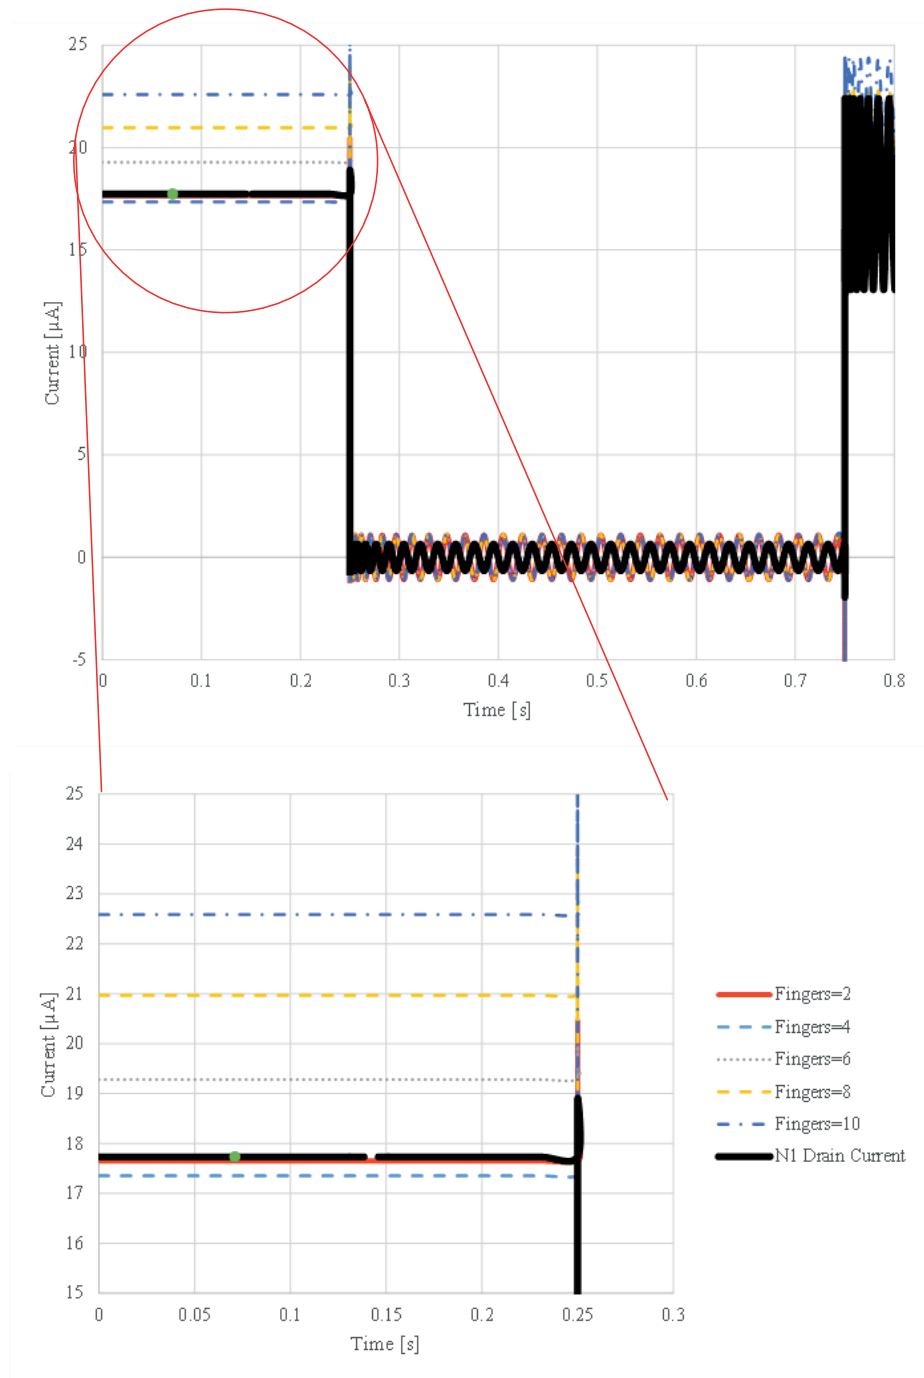 25
20
15
10
5
0
-5
Current [µA]
0 0.1 0.2 0.3 0.4 0.5 0.6 0.7 0.8
Time [s]
25
24
23
22
21
20
19
18
17
16
15
Current [µA]
0 0.05 0.1 0.15 0.2 0.25 0.3
Time [s]
Fingers=2
Fingers=4
Fingers=6
Fingers=8
Fingers=10
N1 Drain Current